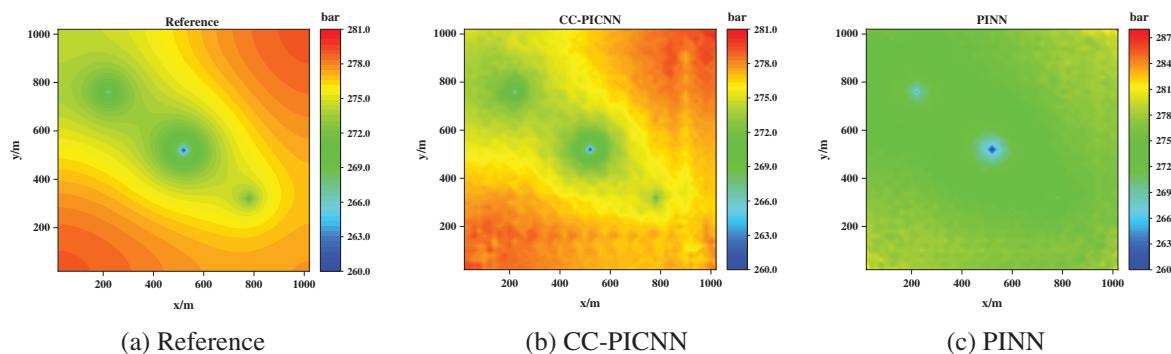 Reference
bar
1000
800
600
400
200
y/m
200 400 600 800 1000
x/m
281.0
278.0
275.0
272.0
269.0
266.0
263.0
260.0
(a) Reference
CC-PICNN
bar
1000
800
600
400
200
y/m
200 400 600 800 1000
x/m
281.0
278.0
275.0
272.0
269.0
266.0
263.0
260.0
(b) CC-PICNN
PINN
bar
1000
800
600
400
200
y/m
200 400 600 800 1000
x/m
287
284
281
278
275
272
269
266
263
260
(c) PINN